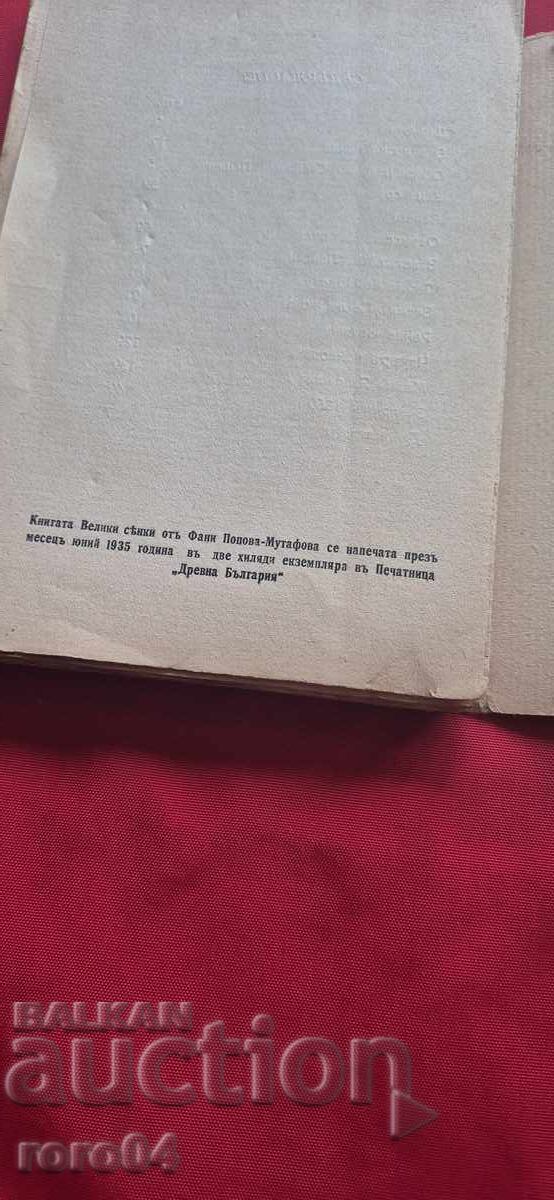 Книгата Велики сѣнки отъ Фани Попова-Мутафова се напечата презъ
месецъ юний 1935 година въ две хиляди екземпляра въ Печатница
„Древна България“
BALKAN
auction
roro04